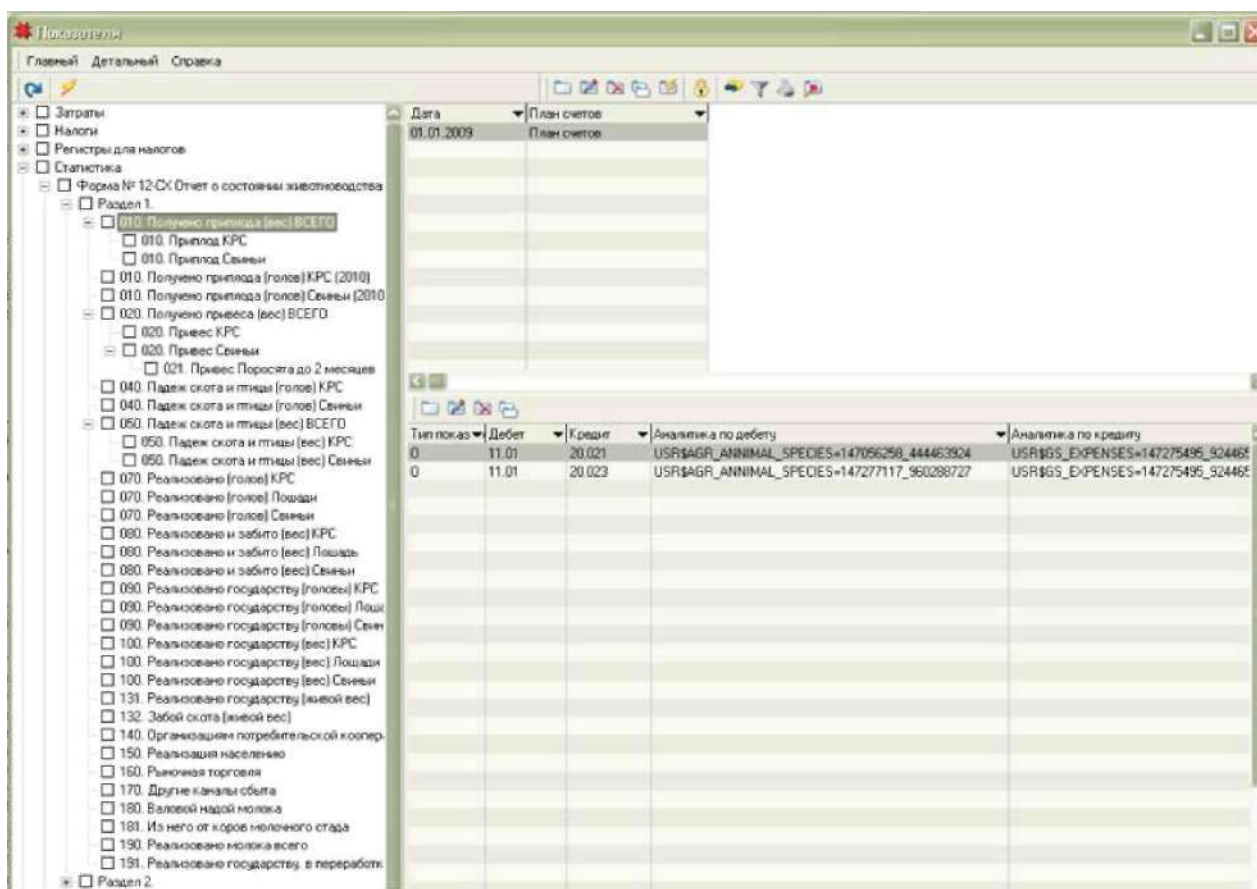 Показатели
Главный Детальный Справка
Затраты
Налоги
Регистры для налогов
Статистика
Форма № 12-СХ Отчет о состоянии животноводства
Раздел 1.
010. Получено приплода (вес) ВСЕГО
010. Приплод КРС
010. Приплод Свиньи
010. Получено приплода (голов) КРС (2010)
010. Получено приплода (голов) Свиньи (2010
020. Получено привеса (вес) ВСЕГО
020. Привес КРС
020. Привес Свиньи
021. Привес Поросята до 2 месяцев
040. Падеж скота и птицы (голов) КРС
040. Падеж скота и птицы (голов) Свиньи
050. Падеж скота и птицы (вес) ВСЕГО
050. Падеж скота и птицы (вес) КРС
050. Падеж скота и птицы (вес) Свиньи
070. Реализовано (голов) КРС
070. Реализовано (голов) Лошади
070. Реализовано (голов) Свиньи
080. Реализовано и забито (вес) КРС
080. Реализовано и забито (вес) Лошадь
080. Реализовано и забито (вес) Свиньи
090. Реализовано государству (головы) КРС
090. Реализовано государству (головы) Лош
090. Реализовано государству (головы) Свин
100. Реализовано государству (вес) КРС
100. Реализовано государству (вес) Лошади
100. Реализовано государству (вес) Свиньи
131. Реализовано государству (живой вес)
132. Забой скота (живой вес)
140. Организациям потребительской коопер
150. Реализация населению
160. Рыночная торговля
170. Другие каналы сбыта
180. Валовой надой молока
181. Из него от коров молочного стада
190. Реализовано молока всего
191. Реализовано государству, в переработк
Раздел 2.
Дата План счетов
01.01.2009 План счетов
Тип показ Дебет Кредит Аналитика по дебету Аналитика по кредиту
0 11.01 20.021 USR$AGR_ANNIMAL_SPECIES=147056258_444463924 USR$GS_EXPENSES=147275495_924465
0 11.01 20.023 USR$AGR_ANNIMAL_SPECIES=147277117_960288727 USR$GS_EXPENSES=147275495_924465